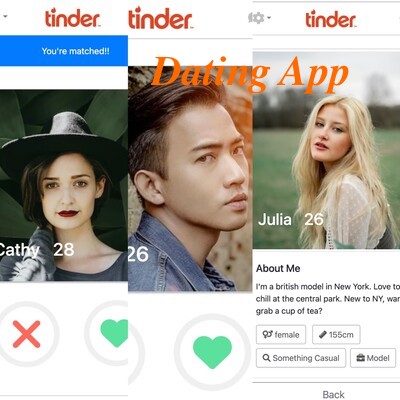 tinder
You're matched!!
Cathy 28
tinder
Dating App
26
tinder
Julia 26
About Me
I'm a british model in New York. Love to
chill at the central park. New to NY, wan
grab a cup of tea?
female
155cm
Something Casual
Model
Back